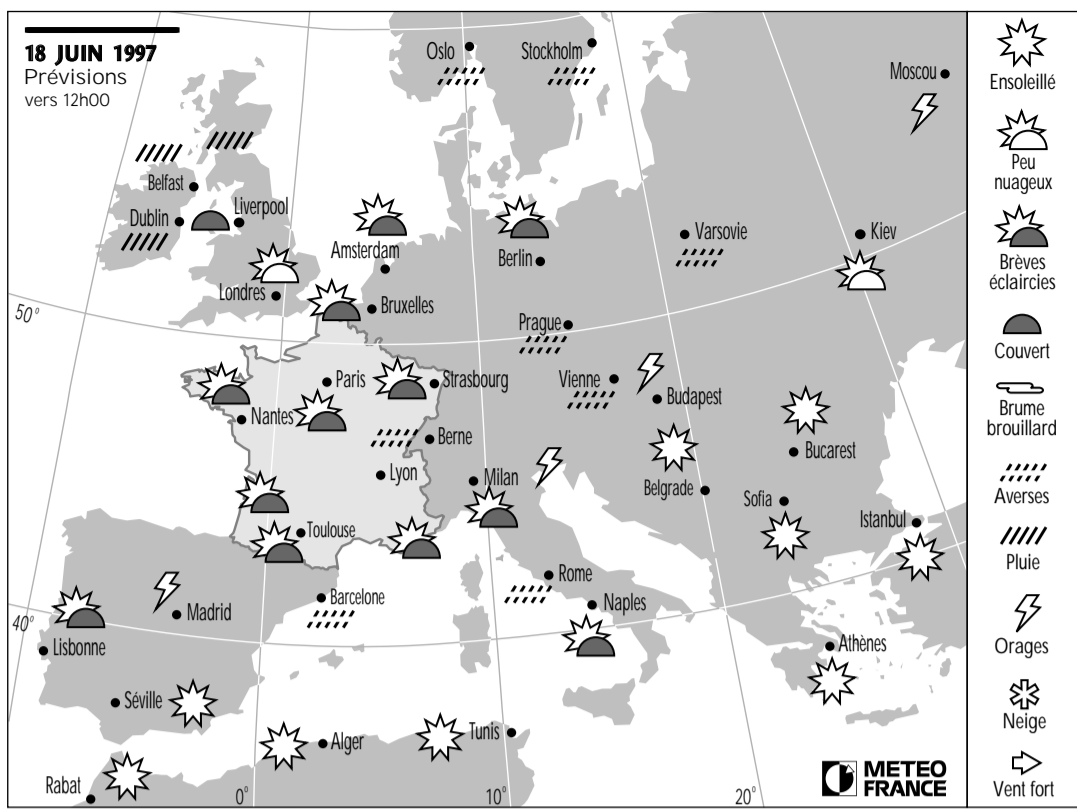 18 JUIN 1997
Prévisions
vers 12h00
Oslo
Stockholm
Moscou
Belfast
Dublin
Liverpool
Amsterdam
Berlin
Varsovie
Kiev
Londres
Bruxelles
50°
Prague
Paris
Strasbourg
Vienne
Budapest
Nantes
Berne
Bucarest
Lyon
Milan
Belgrade
Sofia
Istanbul
Toulouse
Rome
Barcelone
Naples
Madrid
40°
Lisbonne
Athènes
Séville
Alger
Tunis
Rabat
0°
10°
20°
METEO
FRANCE
Ensoleillé
Peu
nuageux
Brèves
éclaircies
Couvert
Brume
brouillard
Averses
Pluie
Orages
Neige
Vent fort